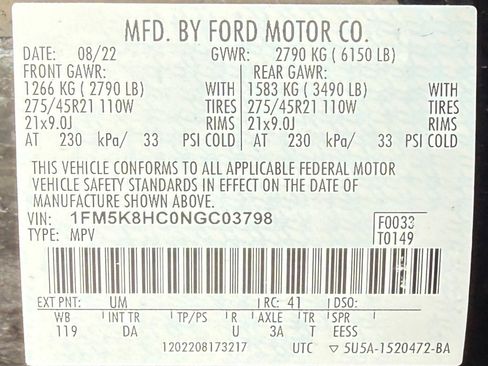 MFD. BY FORD MOTOR CO.
DATE: 08/22 GVWR: 2790 KG ( 6150 LB)
FRONT GAWR: REAR GAWR:
1266 KG ( 2790 LB) WITH 1583 KG ( 3490 LB) WITH
275/45R21 110W TIRES 275/45R21 110W TIRES
21x9.0J RIMS 21x9.0J RIMS
AT 230 kPa/ 33 PSI COLD AT 230 kPa/ 33 PSI COLD
THIS VEHICLE CONFORMS TO ALL APPLICABLE FEDERAL MOTOR
VEHICLE SAFETY STANDARDS IN EFFECT ON THE DATE OF
MANUFACTURE SHOWN ABOVE.
VIN: 1FM5K8HC0NGC03798 F0033
TYPE: MPV T0149
EXT PNT: UM RC: 41 DSO:
WB INT TR TP/PS R AXLE TR SPR
119 DA U 3A T EESS
1202208173217 UTC ▽ 5U5A-1520472-BA